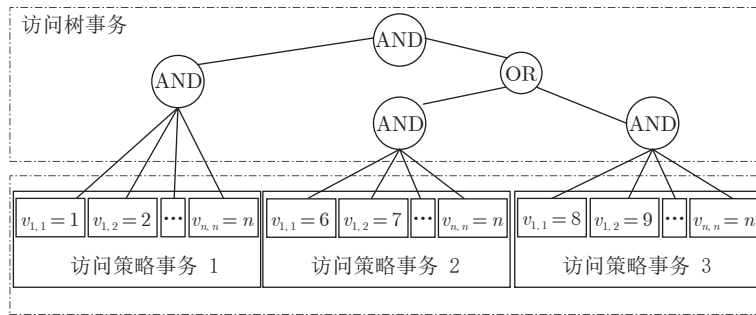 访问树事务
AND
AND
OR
AND
AND
v1,1 = 1 v1,2 = 2 ··· vn,n = n
v1,1 = 6 v1,2 = 7 ··· vn,n = n
v1,1 = 8 v1,2 = 9 ··· vn,n = n
访问策略事务 1
访问策略事务 2
访问策略事务 3